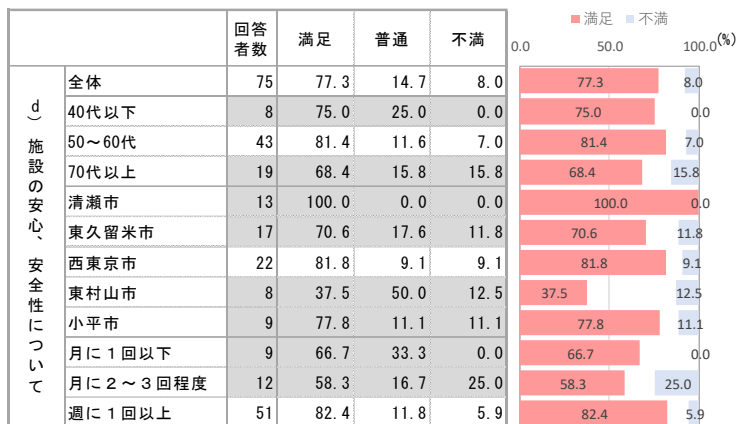 回答者数 満足 普通 不満
d）施設の安心、安全性について
全体 75 77.3 14.7 8.0
40代以下 8 75.0 25.0 0.0
50～60代 43 81.4 11.6 7.0
70代以上 19 68.4 15.8 15.8
清瀬市 13 100.0 0.0 0.0
東久留米市 17 70.6 17.6 11.8
西東京市 22 81.8 9.1 9.1
東村山市 8 37.5 50.0 12.5
小平市 9 77.8 11.1 11.1
月に１回以下 9 66.7 33.3 0.0
月に２～３回程度 12 58.3 16.7 25.0
週に１回以上 51 82.4 11.8 5.9
満足 不満
0.0 50.0 100.0 (%)
77.3 8.0
75.0 0.0
81.4 7.0
68.4 15.8
100.0 0.0
70.6 11.8
81.8 9.1
37.5 12.5
77.8 11.1
66.7 0.0
58.3 25.0
82.4 5.9